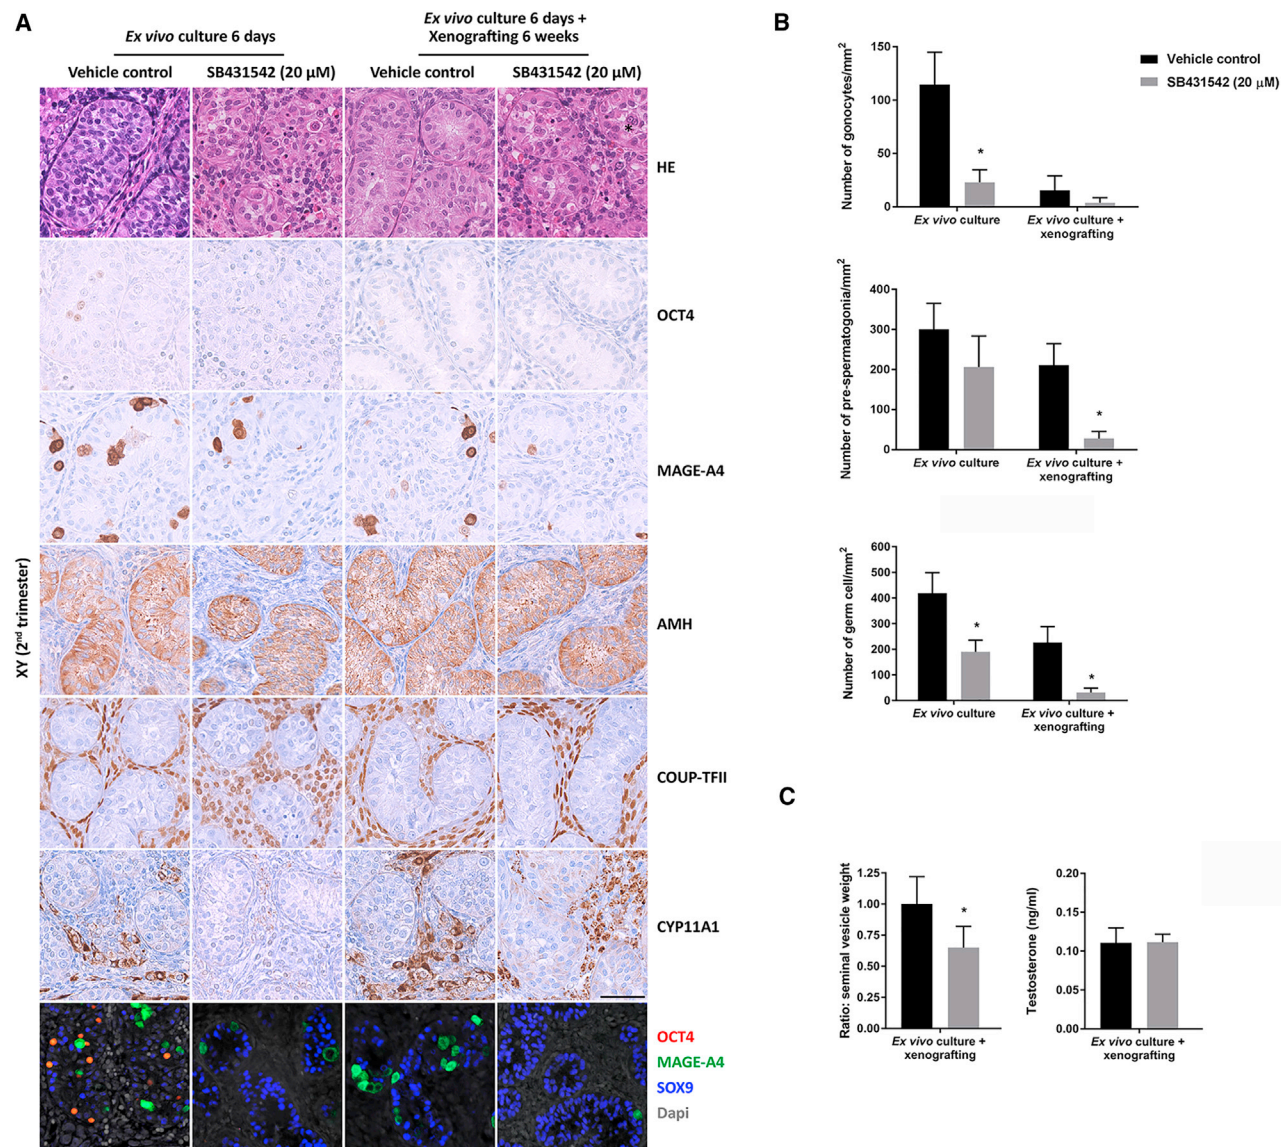 A
Ex vivo culture 6 days
Ex vivo culture 6 days +
Xenografting 6 weeks
Vehicle control
SB431542 (20 µM)
Vehicle control
SB431542 (20 µM)
*
HE
OCT4
MAGE-A4
AMH
COUP-TFII
CYP11A1
OCT4
MAGE-A4
SOX9
Dapi
XY (2nd trimester)
B
Vehicle control
SB431542 (20 µM)
Number of gonocytes/mm2
150
100
50
0
*
Ex vivo culture
Ex vivo culture +
xenografting
Number of pre-spermatogonia/mm2
400
300
200
100
0
*
Ex vivo culture
Ex vivo culture +
xenografting
Number of germ cell/mm2
600
500
400
300
200
100
0
*
*
Ex vivo culture
Ex vivo culture +
xenografting
C
Ratio: seminal vesicle weight
1.25
1.00
0.75
0.50
0.25
0.00
*
Ex vivo culture +
xenografting
Testosterone (ng/ml)
0.20
0.15
0.10
0.05
0.00
Ex vivo culture +
xenografting